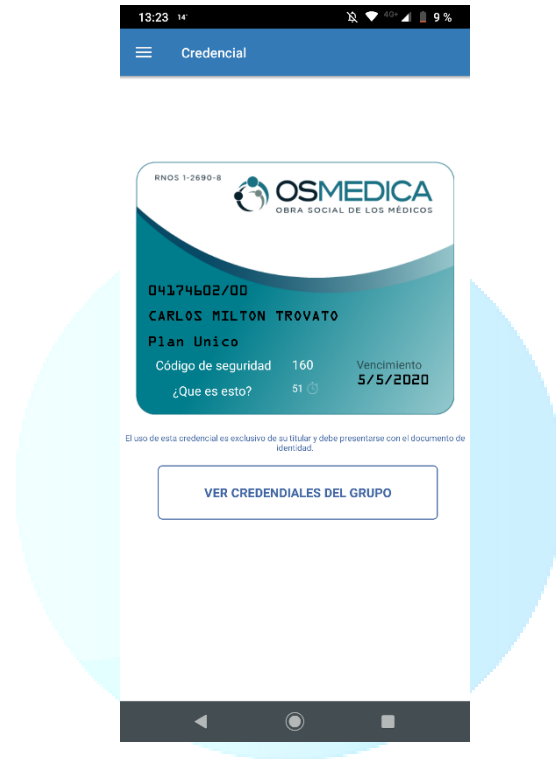 13:23 14° 4G+ 9 %
Credencial
RNOS 1-2690-8
OSMEDICA
OBRA SOCIAL DE LOS MÉDICOS
04174602/00
CARLOS MILTON TROVATO
Plan Unico
Código de seguridad 160 Vencimiento
5/5/2020
¿Que es esto? 51
El uso de esta credencial es exclusivo de su titular y debe presentarse con el documento de
identidad.
VER CREDENDIALES DEL GRUPO